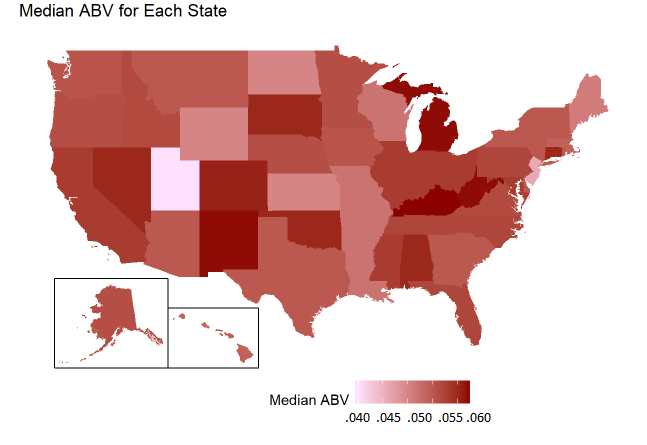 Median ABV for Each State
Median ABV
.040 .045 .050 .055 .060